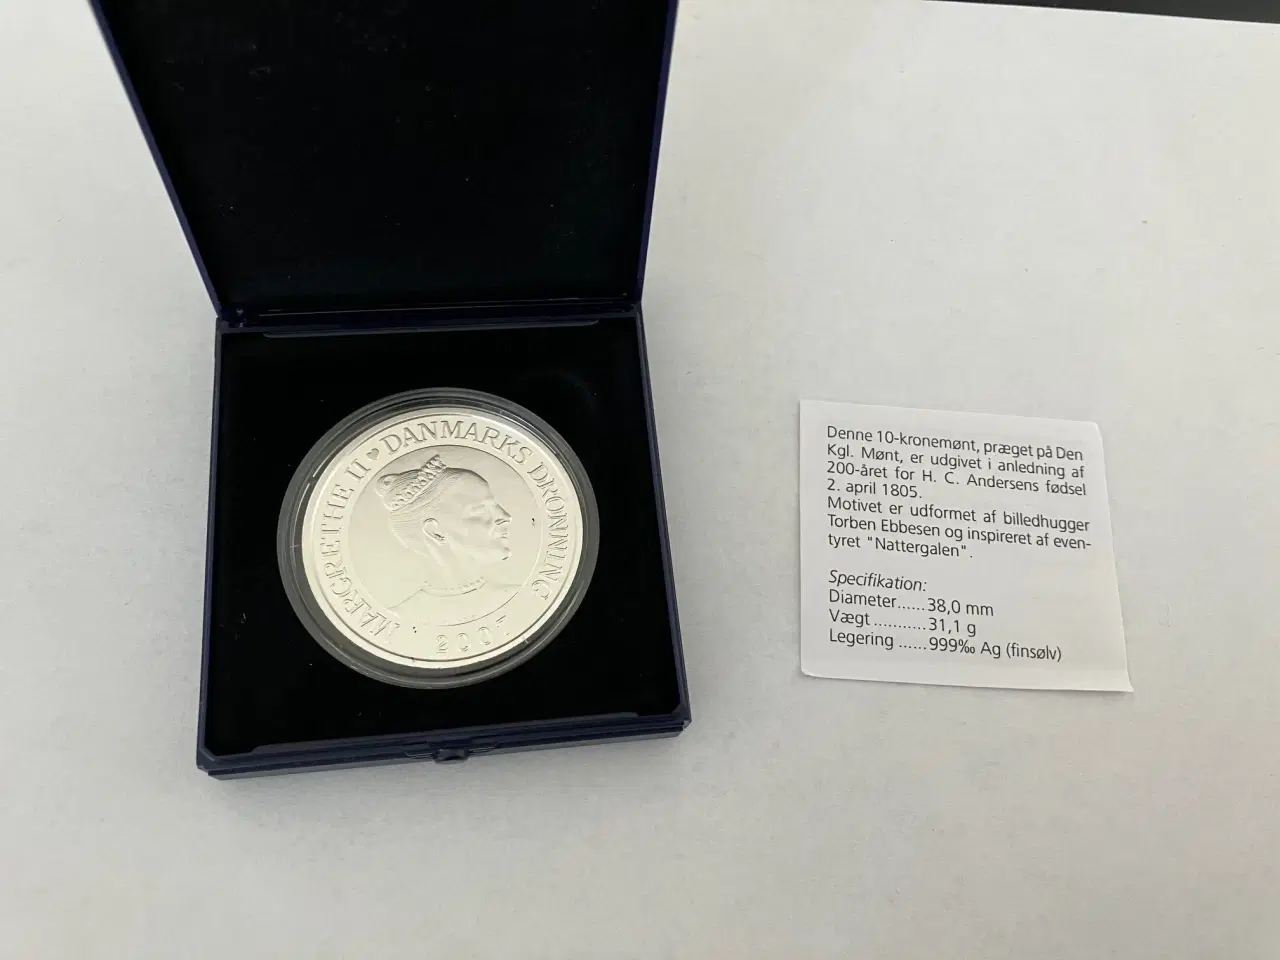 MARGRETHE II ♥ DANMARKS DRONNING
2007
Denne 10-kronemønt, præget på Den
Kgl. Mønt, er udgivet i anledning af
200-året for H. C. Andersens fødsel
2. april 1805.
Motivet er udformet af billedhugger
Torben Ebbesen og inspireret af even-
tyret "Nattergalen".
Specifikation:
Diameter......38,0 mm
Vægt ...........31,1 g
Legering ......999‰ Ag (finsølv)